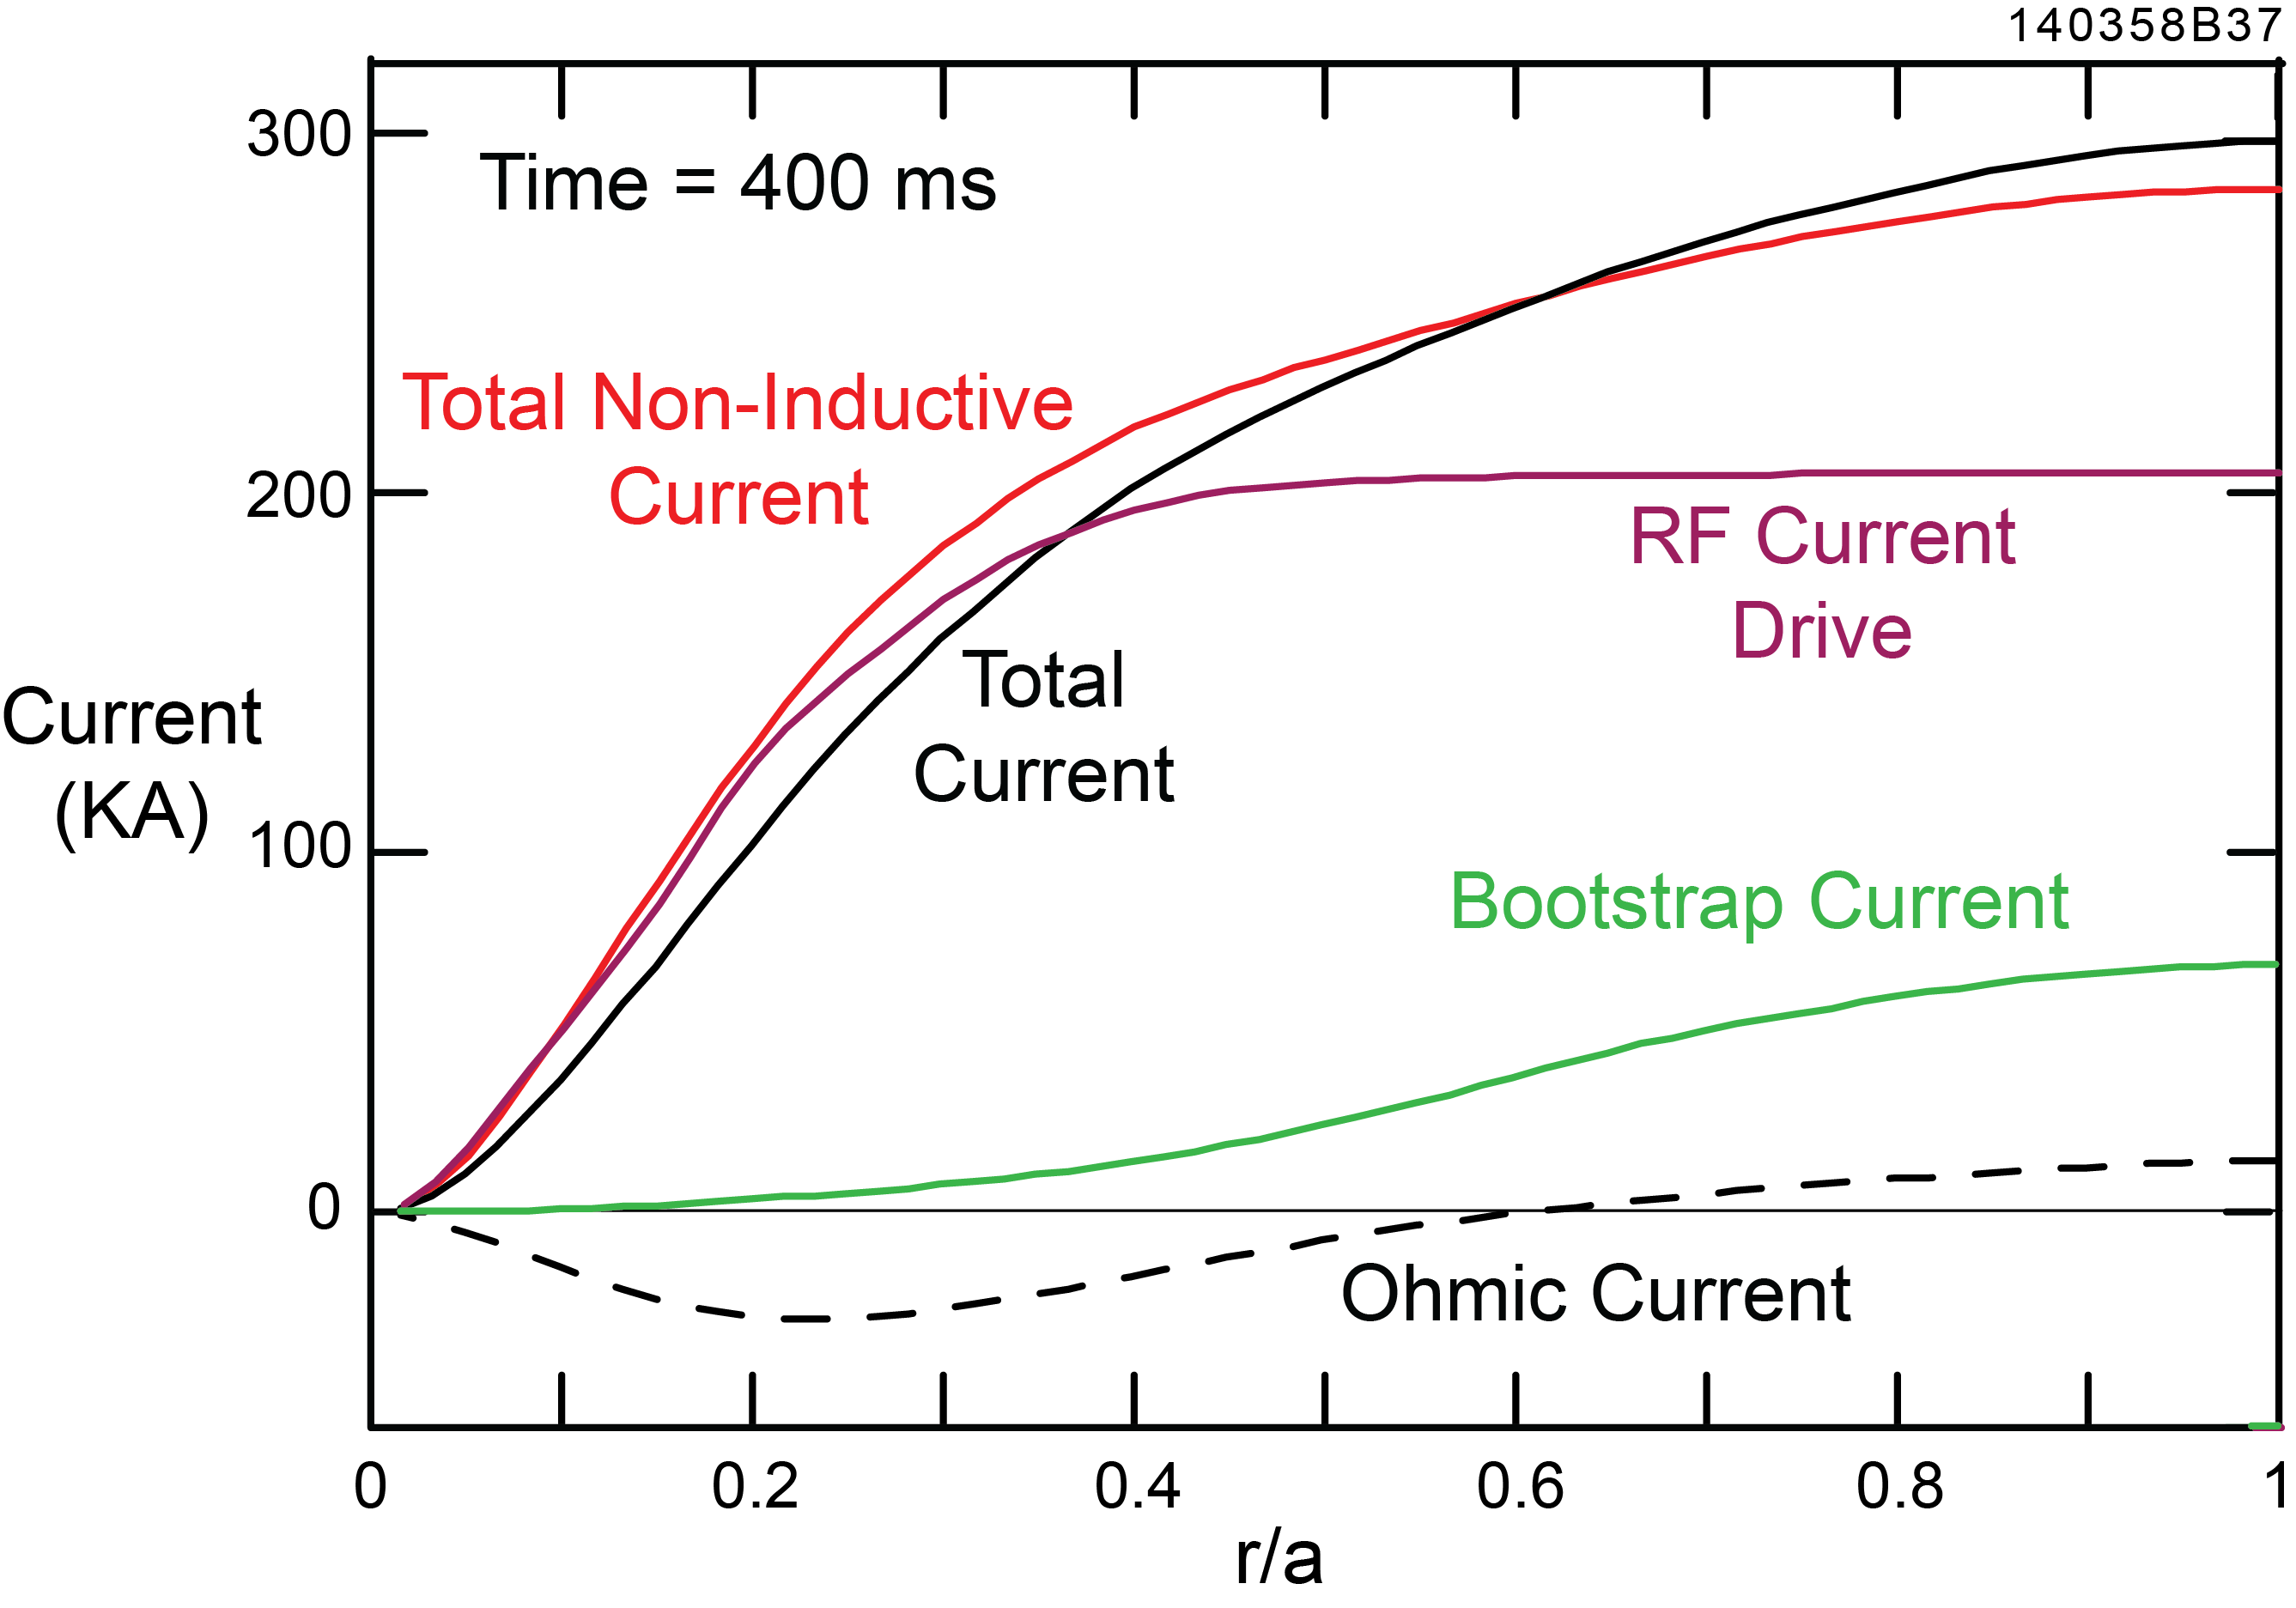 140358B37
300
Time = 400 ms
Total Non-Inductive
Current
200
RF Current
Drive
Total
Current
Current
(KA)
100
Bootstrap Current
0
Ohmic Current
0 0.2 0.4 0.6 0.8 1
r/a